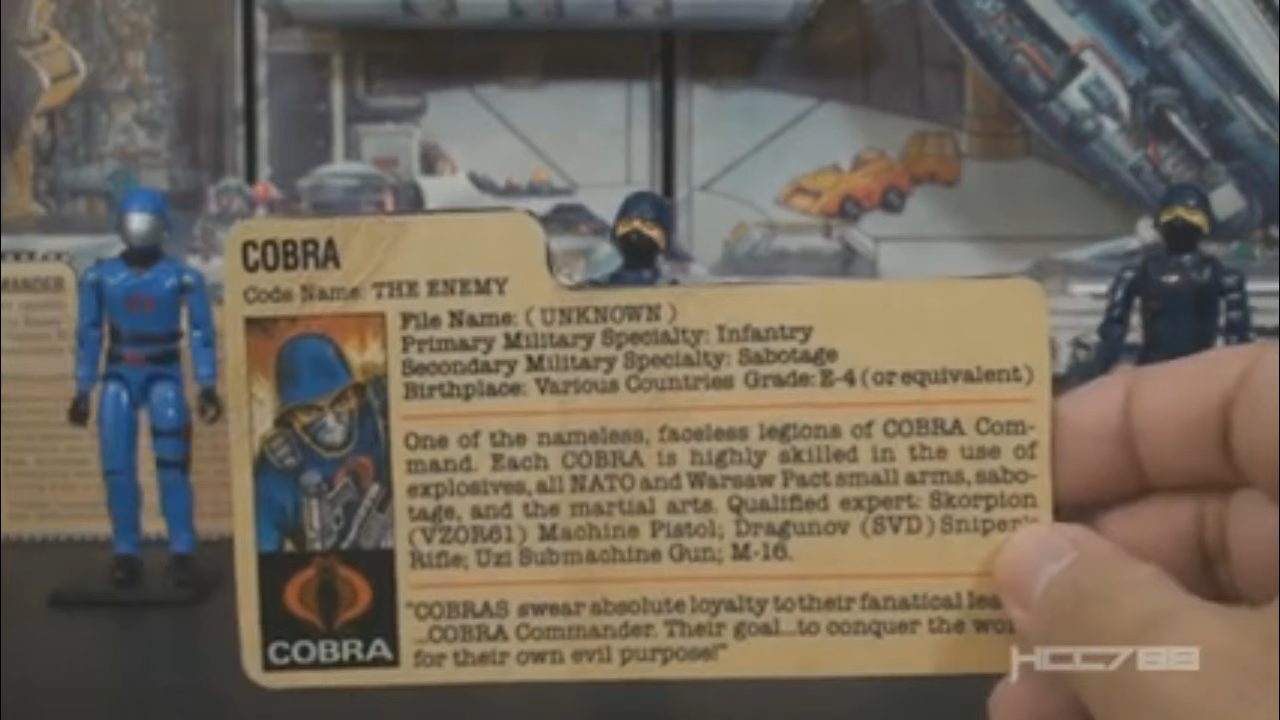 MANDER
COBRA
Code Name: THE ENEMY
File Name: (UNKNOWN)
Primary Military Specialty: Infantry
Secondary Military Specialty: Sabotage
Birthplace: Various Countries Grade: E-4 (or equivalent)
One of the nameless, faceless legions of COBRA Com-
mand. Each COBRA is highly skilled in the use of
explosives, all NATO and Warsaw Pact small arms, sabo-
tage, and the martial arts. Qualified expert: Skorpion
(VZOR61) Machine Pistol; Dragunov (SVD) Sniper's
Rifle; Uzi Submachine Gun; M-16.
"COBRAS swear absolute loyalty to their fanatical lea
...COBRA Commander. Their goal...to conquer the wor
for their own evil purpose!"
COBRA
HCC788